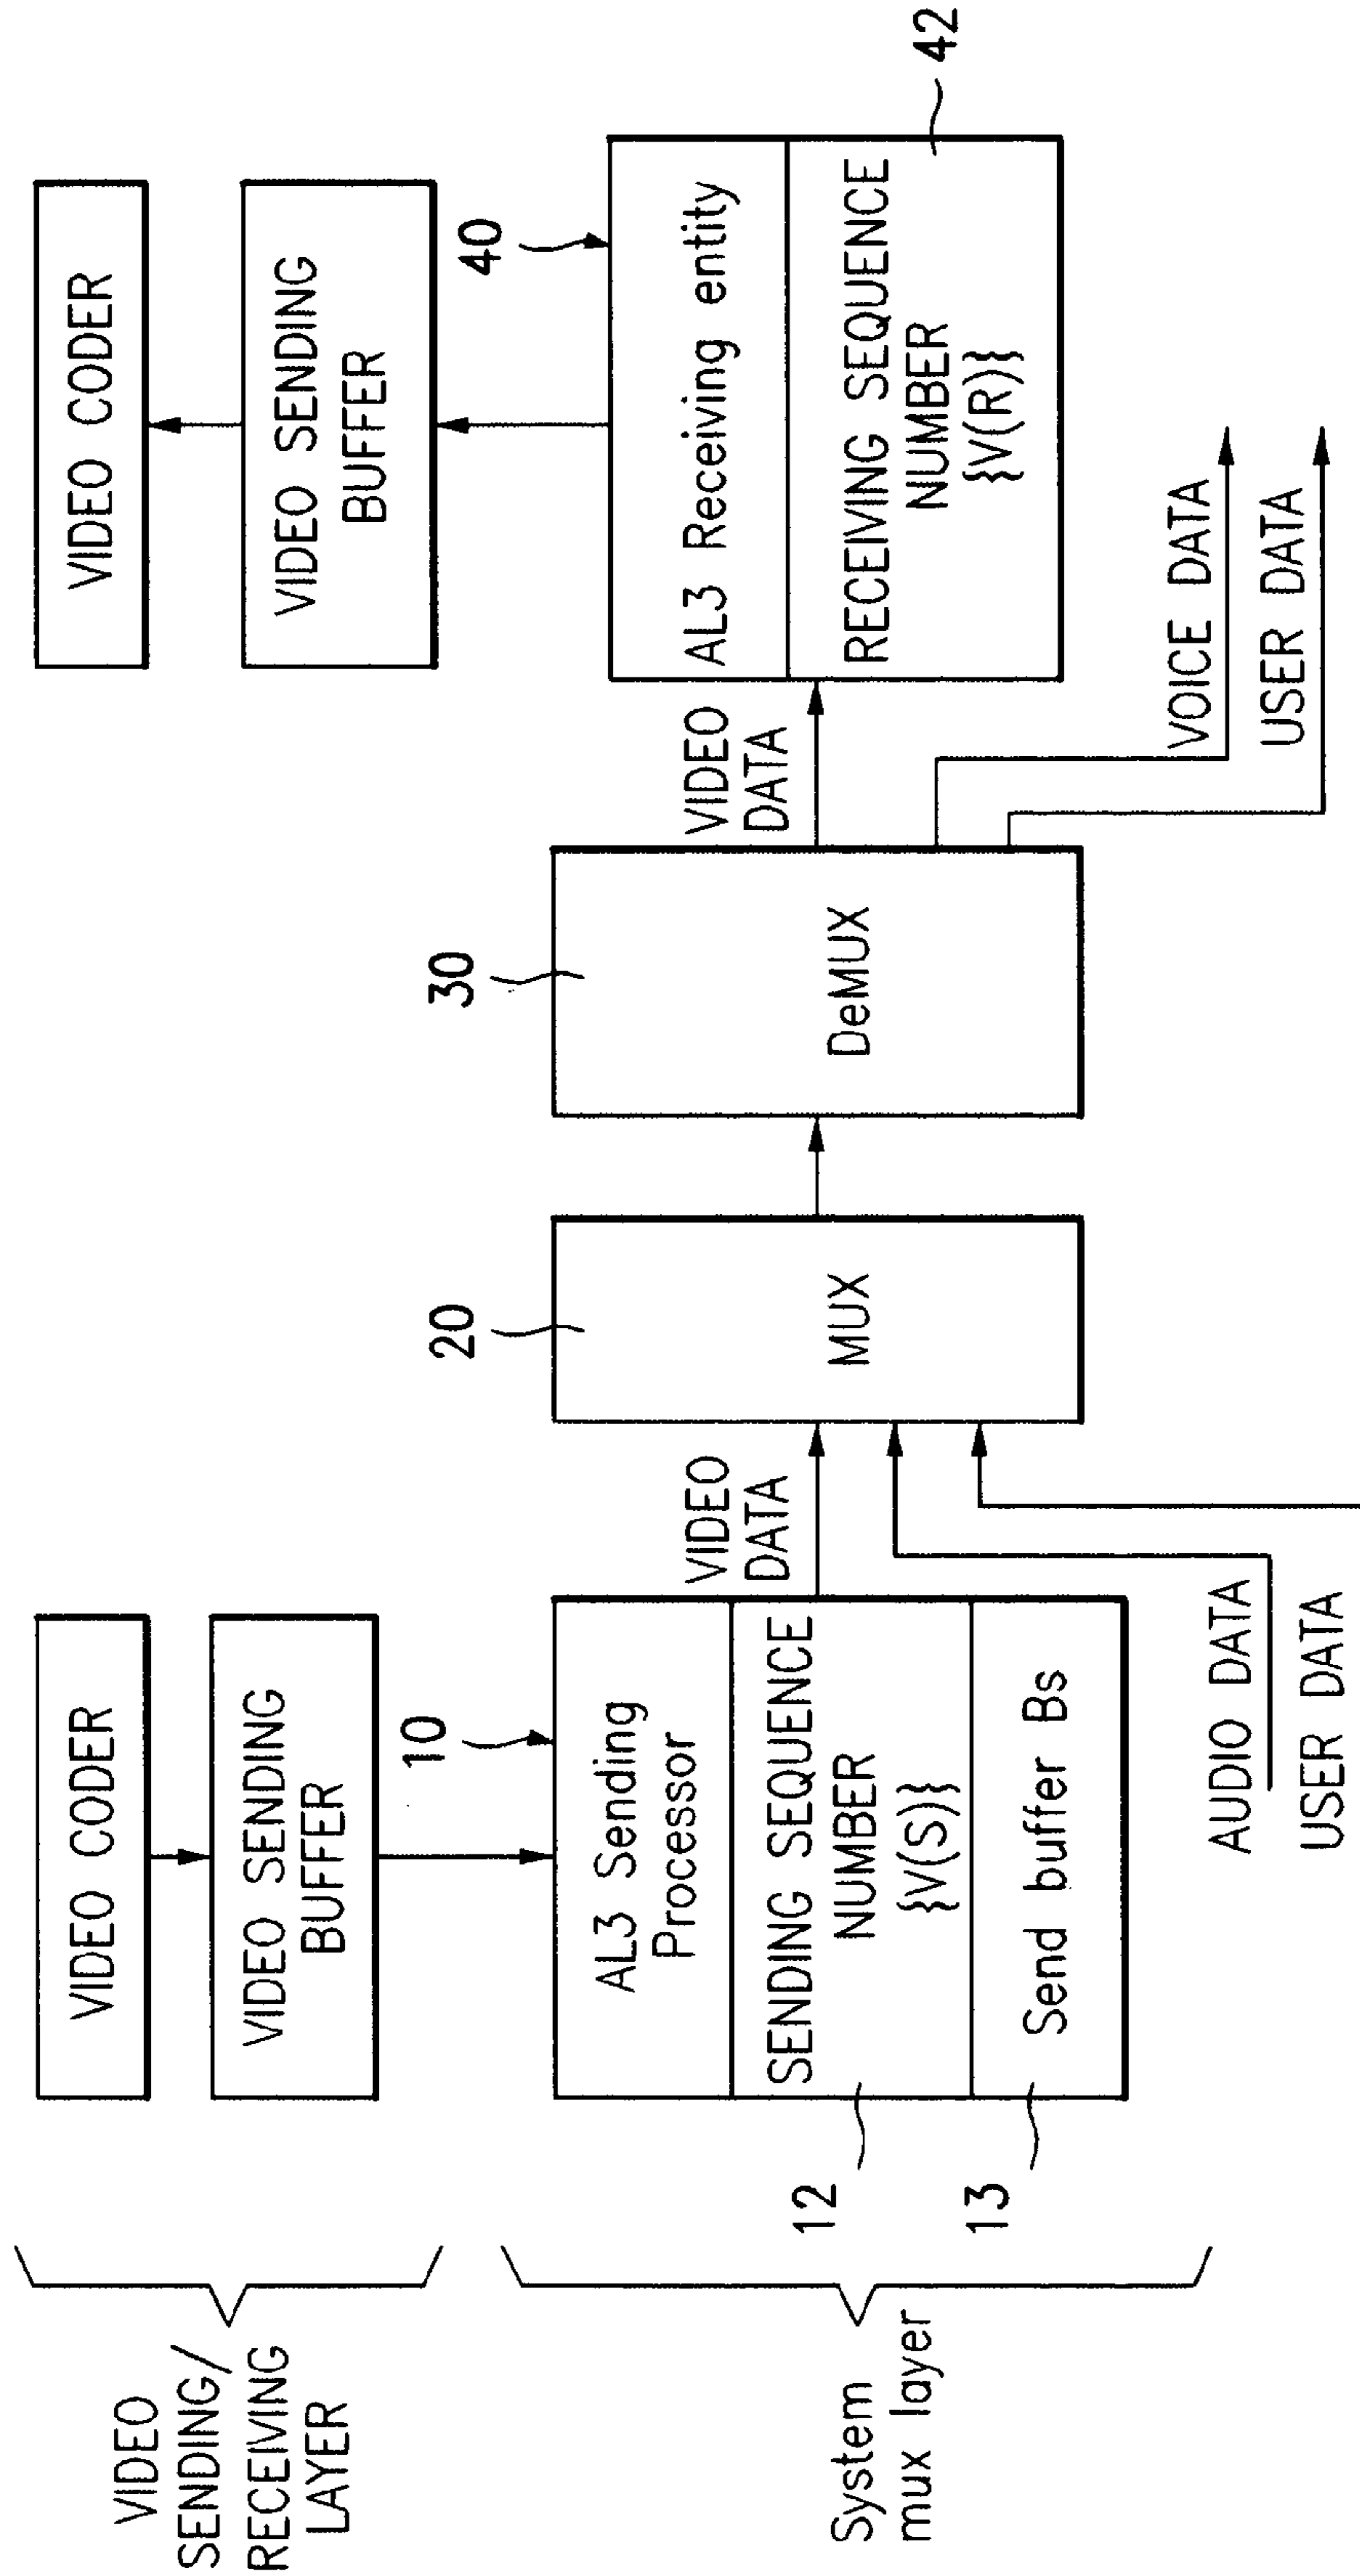 VIDEO
SENDING/
RECEIVING
LAYER
VIDEO CODER
VIDEO SENDING
BUFFER
VIDEO CODER
VIDEO SENDING
BUFFER
System
mux layer
10
AL3 Sending
Processor
SENDING SEQUENCE
NUMBER
{V(S)}
Send buffer Bs
12
13
VIDEO
DATA
AUDIO DATA
USER DATA
20
MUX
30
DeMUX
VIDEO
DATA
VOICE DATA
USER DATA
40
AL3 Receiving entity
RECEIVING SEQUENCE
NUMBER
{V(R)}
42